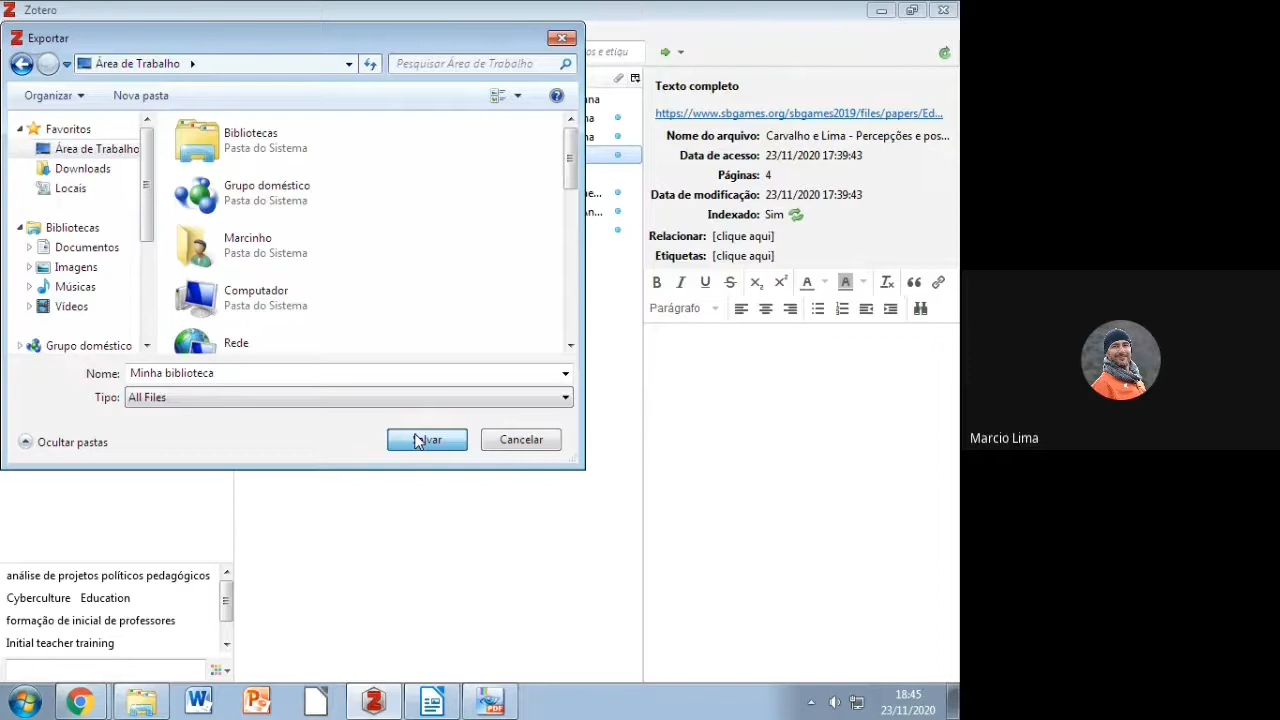 Zotero
Exportar
Área de Trabalho
Pesquisar Área de Trabalho
os e etiqu
Organizar
Nova pasta
Favoritos
Área de Trabalho
Downloads
Locais
Bibliotecas
Documentos
Imagens
Músicas
Vídeos
Grupo doméstico
Bibliotecas
Pasta do Sistema
Grupo doméstico
Pasta do Sistema
Marcinho
Pasta do Sistema
Computador
Pasta do Sistema
Rede
Nome: Minha biblioteca
Tipo: All Files
Ocultar pastas
Cancelar
Texto completo
https://www.sbgames.org/sbgames2019/files/papers/Ed...
Nome do arquivo: Carvalho e Lima - Percepções e pos...
Data de acesso: 23/11/2020 17:39:43
Páginas: 4
Data de modificação: 23/11/2020 17:39:43
Indexado: Sim
Relacionar: [clique aqui]
Etiquetas: [clique aqui]
Parágrafo
análise de projetos políticos pedagógicos
Cyberculture Education
formação de inicial de professores
Initial teacher training
Marcio Lima
18:45
23/11/2020